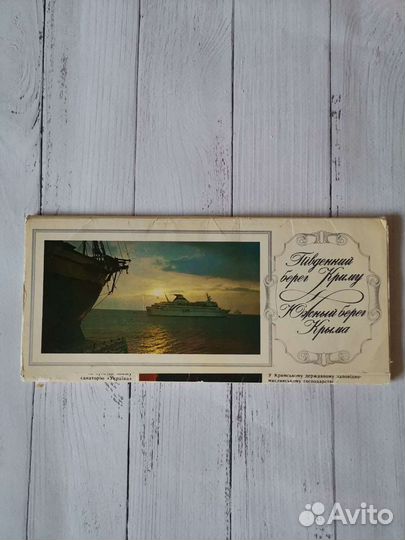 Південний
берег Криму
Южный берег
Крыма
санаторію «Україна»
У Кримському державному заповідно-
мисливському господарстві
Avito